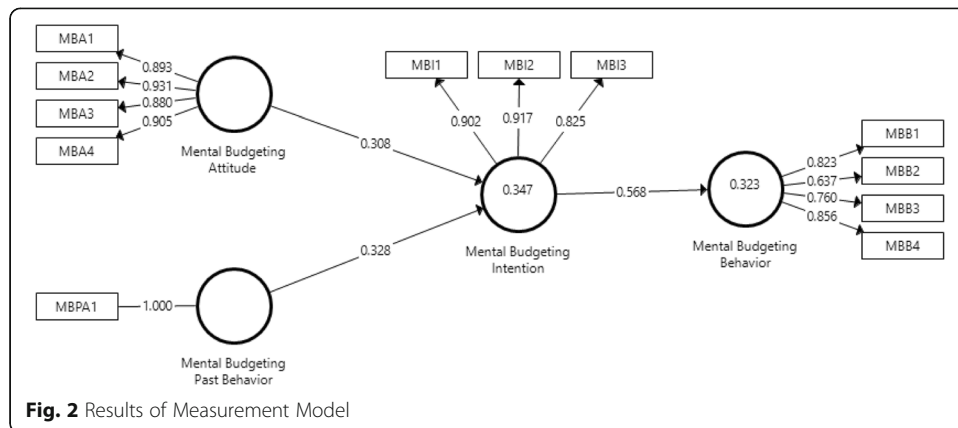 MBA1
MBA2
MBA3
MBA4
0.893
0.931
0.880
0.905
Mental Budgeting
Attitude
0.308
MBI1
MBI2
MBI3
0.902
0.917
0.825
0.347
Mental Budgeting
Intention
0.568
0.323
Mental Budgeting
Behavior
0.823
0.637
0.760
0.856
MBB1
MBB2
MBB3
MBB4
0.328
MBPA1
1.000
Mental Budgeting
Past Behavior
Fig. 2 Results of Measurement Model